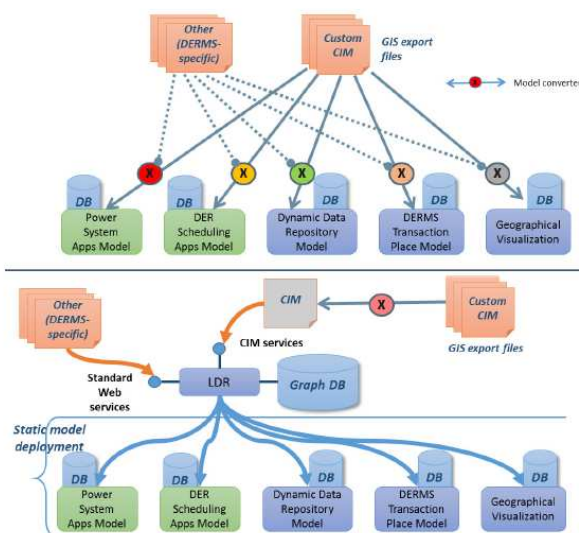 Other
(DERMS-
specific)
Custom
CIM
GIS export
files
X
Model converter
X
X
X
X
X
DB
DB
DB
DB
DB
Power
System
Apps Model
DER
Scheduling
Apps Model
Dynamic Data
Repository
Model
DERMS
Transaction
Place Model
Geographical
Visualization
Other
(DERMS-
specific)
CIM
X
Custom
CIM
GIS export files
CIM services
Standard
Web
services
LDR
Graph DB
Static model
deployment
DB
DB
DB
DB
DB
Power
System
Apps Model
DER
Scheduling
Apps Model
Dynamic Data
Repository
Model
DERMS
Transaction
Place Model
Geographical
Visualization